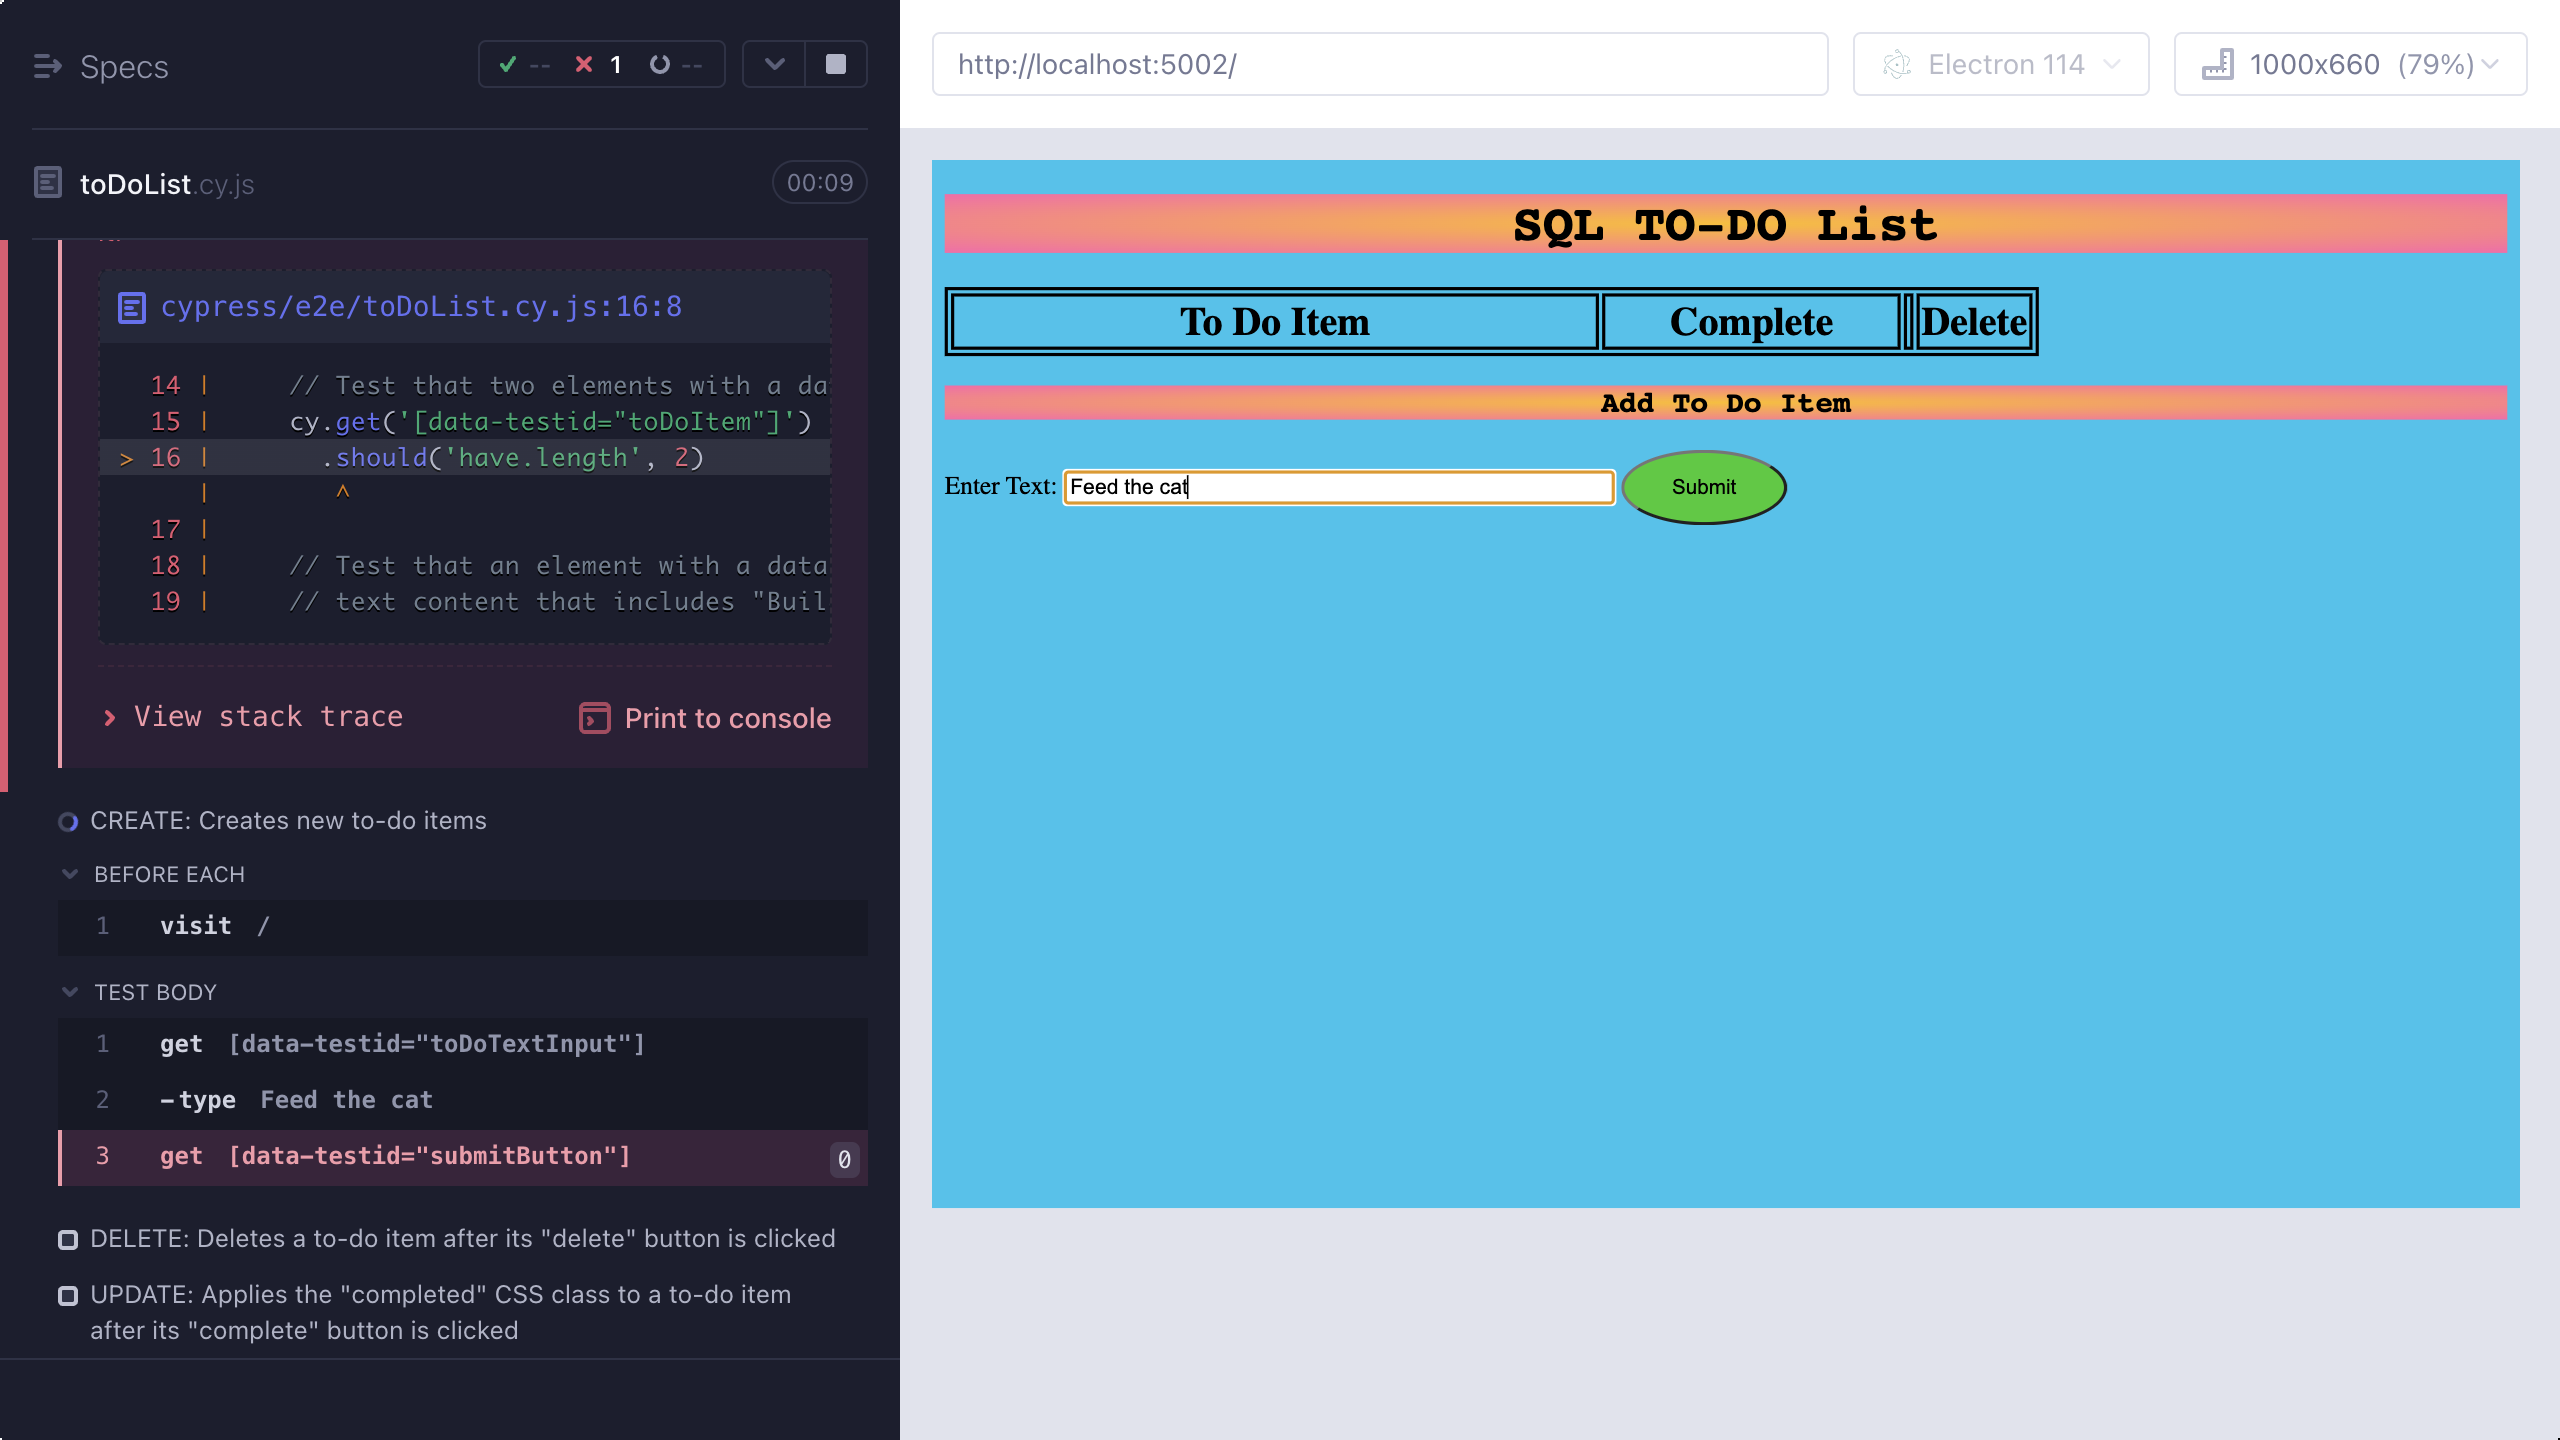 Specs
-- 1 --
toDoList.cy.js
00:09
cypress/e2e/toDoList.cy.js:16:8
14 | // Test that two elements with a da
15 | cy.get('[data-testid="toDoItem"]')
> 16 | .should('have.length', 2)
| ^
17 |
18 | // Test that an element with a data
19 | // text content that includes "Buil
View stack trace
Print to console
CREATE: Creates new to-do items
BEFORE EACH
1 visit /
TEST BODY
1 get [data-testid="toDoTextInput"]
2 -type Feed the cat
3 get [data-testid="submitButton"] 0
DELETE: Deletes a to-do item after its "delete" button is clicked
UPDATE: Applies the "completed" CSS class to a to-do item
after its "complete" button is clicked
http://localhost:5002/
Electron 114
1000x660 (79%)
SQL TO-DO List
To Do Item Complete Delete
Add To Do Item
Enter Text: Feed the cat Submit